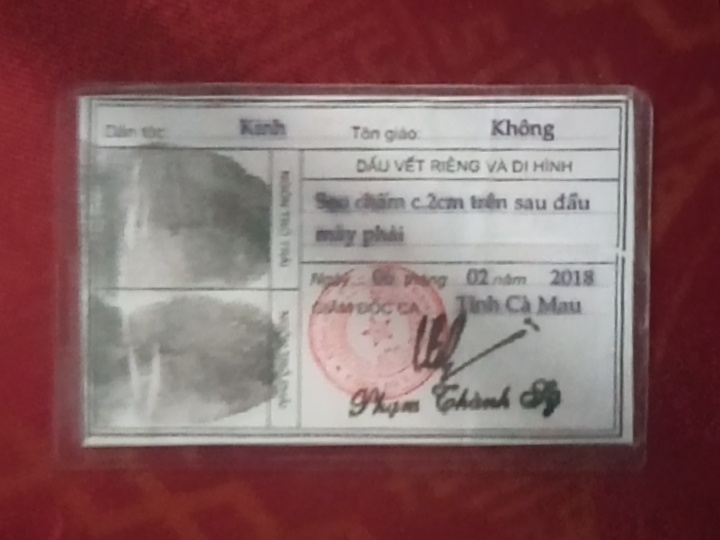 Dân tộc: Kinh Tôn giáo: Không
DẤU VẾT RIÊNG VÀ DỊ HÌNH
NGÓN TRỎ TRÁI
Sẹo chấm c.2cm trên sau đầu
mày phải
Ngày 06 tháng 02 năm 2018
GIÁM ĐỐC CA Tỉnh Cà Mau
NGÓN TRỎ PHẢI
Phạm Thành Sỹ